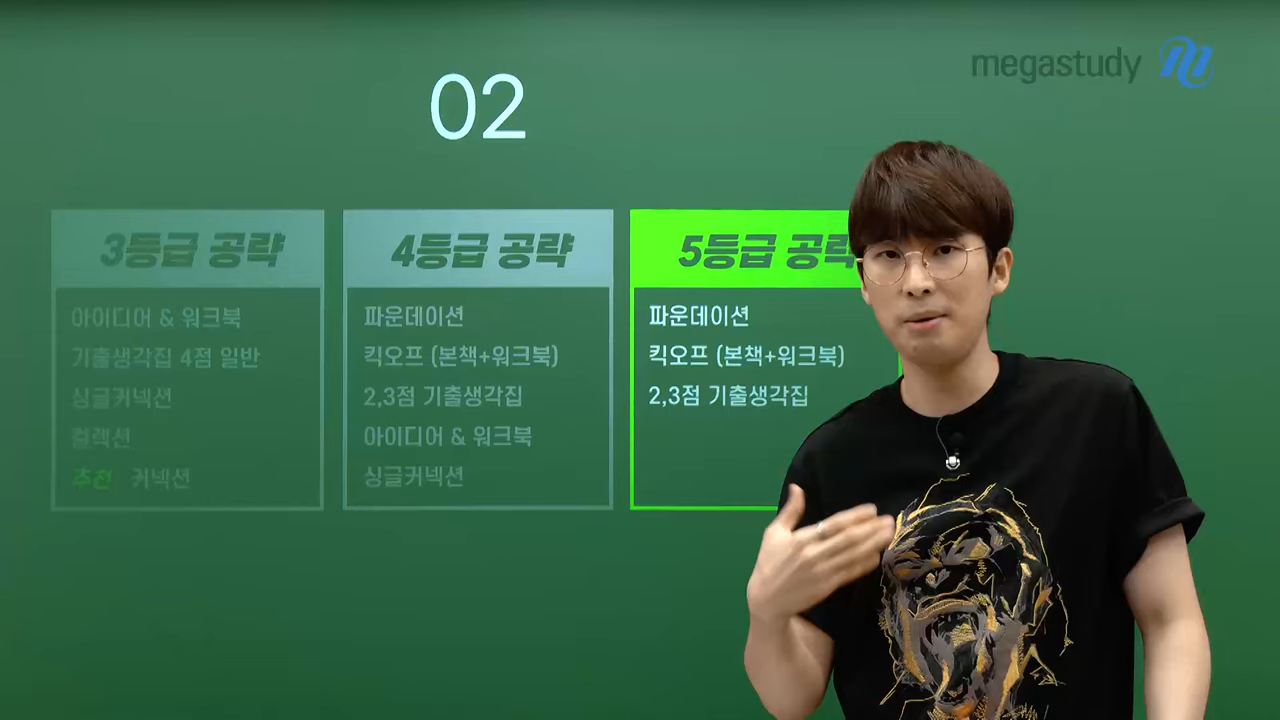 megastudy
02
3등급 공략
아이디어 & 워크북
기출생각집 4점 일반
싱글커넥션
컬렉션
추천 커넥션
4등급 공략
파운데이션
킥오프 (본책+워크북)
2,3점 기출생각집
아이디어 & 워크북
싱글커넥션
5등급 공략
파운데이션
킥오프 (본책+워크북)
2,3점 기출생각집